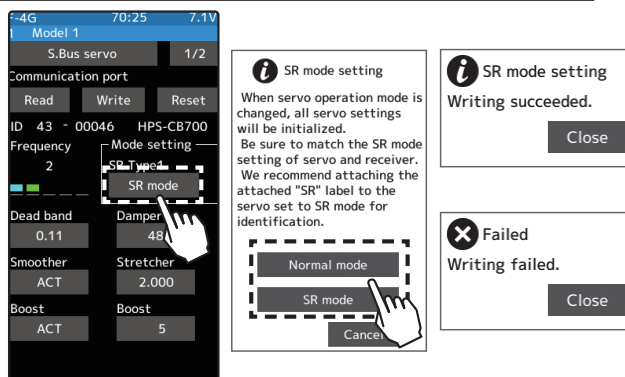 F-4G 70:25 7.1V
1 Model 1
S.Bus servo 1/2
Communication port
Read Write Reset
ID 43 - 00046 HPS-CB700
Frequency
Mode setting
2
SR Type1
SR mode
Dead band Damper
0.11 48
Smoother Stretcher
ACT 2.000
Boost Boost
ACT 5
SR mode setting
When servo operation mode is
changed, all servo settings
will be initialized.
Be sure to match the SR mode
setting of servo and receiver.
We recommend attaching the
attached "SR" label to the
servo set to SR mode for
identification.
Normal mode
SR mode
Cancel
SR mode setting
Writing succeeded.
Close
Failed
Writing failed.
Close